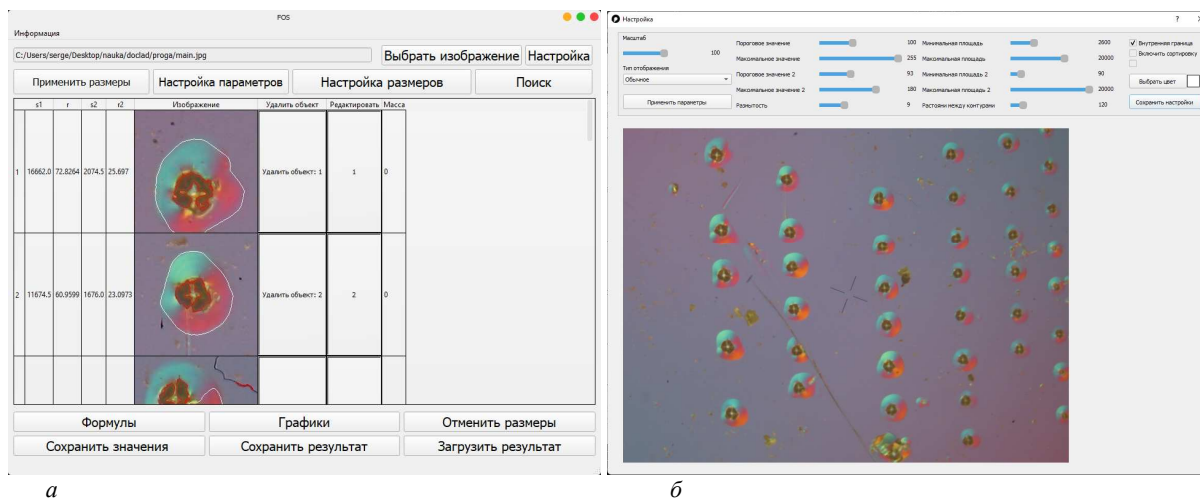 FOS
Информация
C:/Users/serge/Desktop/nauka/doclad/proga/main.jpg
Выбрать изображение
Настройка
Применить размеры
Настройка параметров
Настройка размеров
Поиск
s1 r s2 r2 Изображение Удалить объект Редактировать Масса
1 16662.0 72.8264 2074.5 25.697 Удалить объект: 1 1 0
2 11674.5 60.9599 1676.0 23.0973 Удалить объект: 2 2 0
Формулы
Графики
Отменить размеры
Сохранить значения
Сохранить результат
Загрузить результат
а
Настройка
Масштаб
100
Тип отображения
Обычное
Применить параметры
Пороговое значение 100
Максимальное значение 255
Пороговое значение 2 93
Максимальное значение 2 180
Размытость 9
Минимальная площадь 2600
Максимальная площадь 20000
Минимальная площадь 2 90
Максимальная площадь 2 20000
Растояни нежду контурами 120
Внутренняя граница
Включить сортировку
Выбрать цвет
Сохранить настройки
б